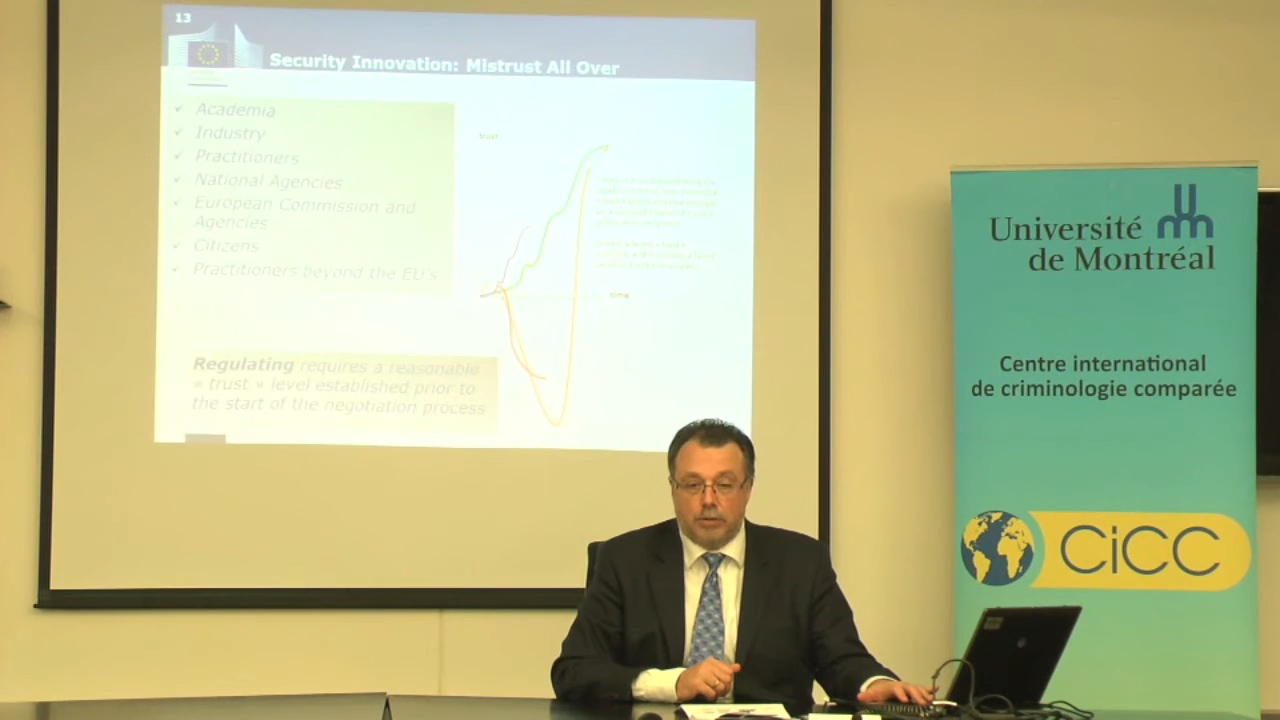 13
Security Innovation: Mistrust All Over
Academia
Industry
Practitioners
National Agencies
European Commission and
Agencies
Citizens
Practitioners beyond the EU's
trust
time
Regulating requires a reasonable
« trust » level established prior to
the start of the negotiation process
Université
de Montréal
Centre international
de criminologie comparée
CiCC